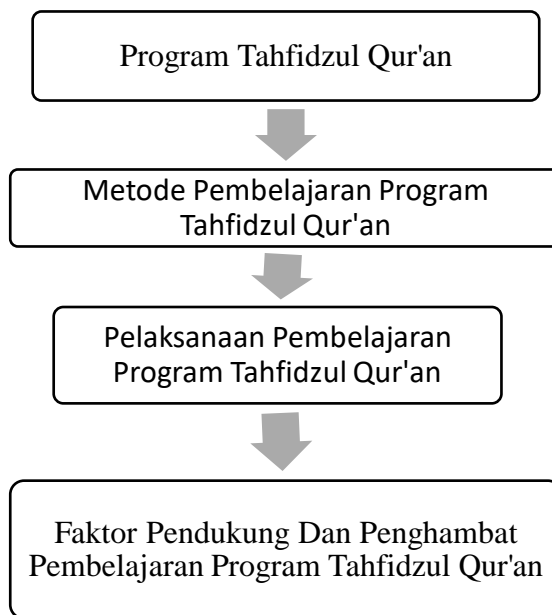 Program Tahfidzul Qur'an
Metode Pembelajaran Program
Tahfidzul Qur'an
Pelaksanaan Pembelajaran
Program Tahfidzul Qur'an
Faktor Pendukung Dan Penghambat
Pembelajaran Program Tahfidzul Qur'an